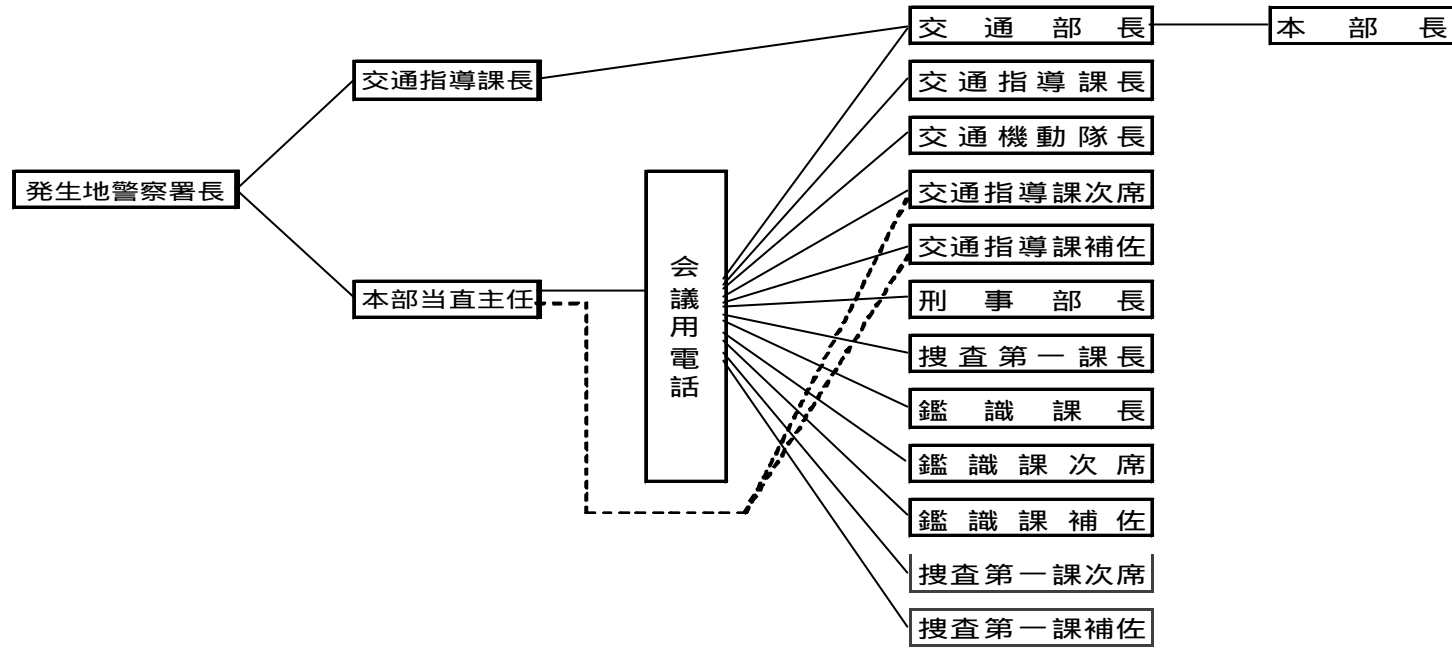 交通部長
本部長
交通指導課長
交通指導課長
交通機動隊長
発生地警察署長
交通指導課次席
交通指導課補佐
会議用電話
本部当直主任
刑事部長
捜査第一課長
鑑識課長
鑑識課次席
鑑識課補佐
捜査第一課次席
捜査第一課補佐